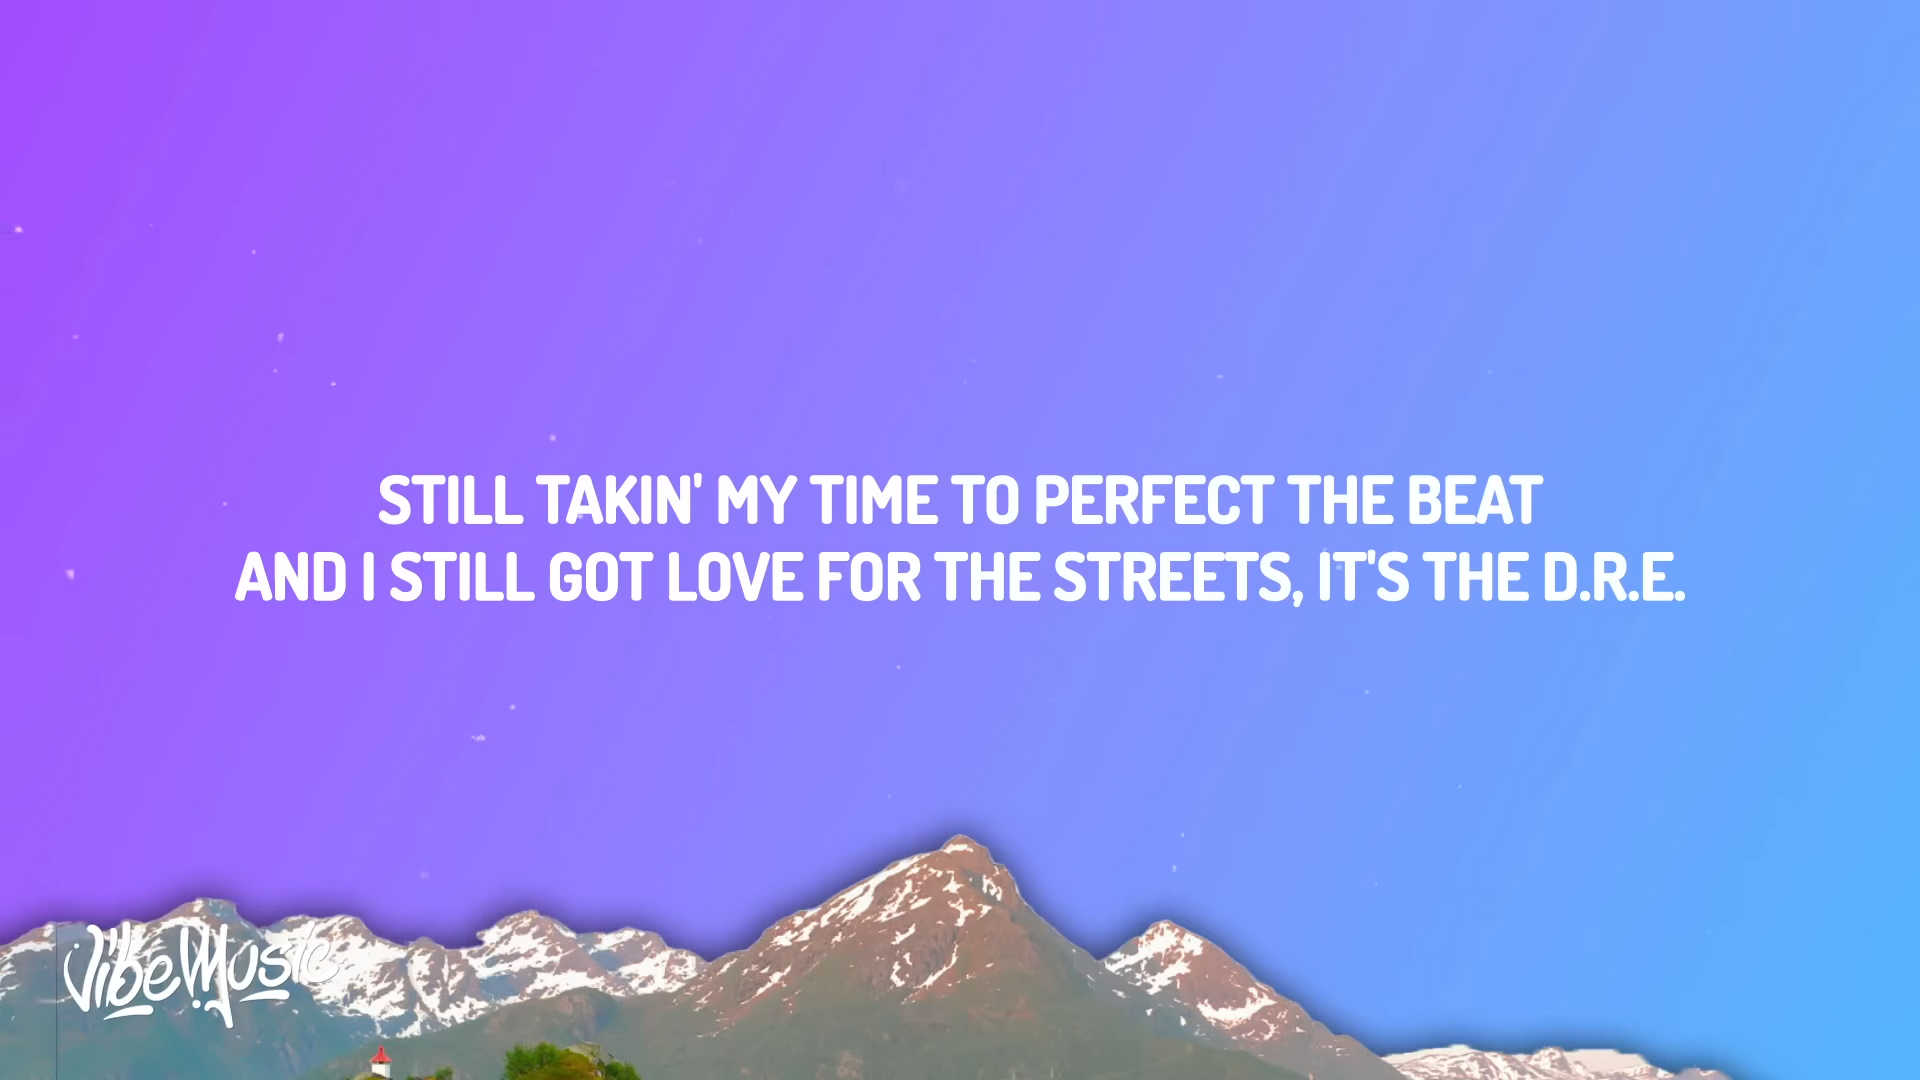 STILL TAKIN' MY TIME TO PERFECT THE BEAT
AND I STILL GOT LOVE FOR THE STREETS, IT'S THE D.R.E.
VibeMusic